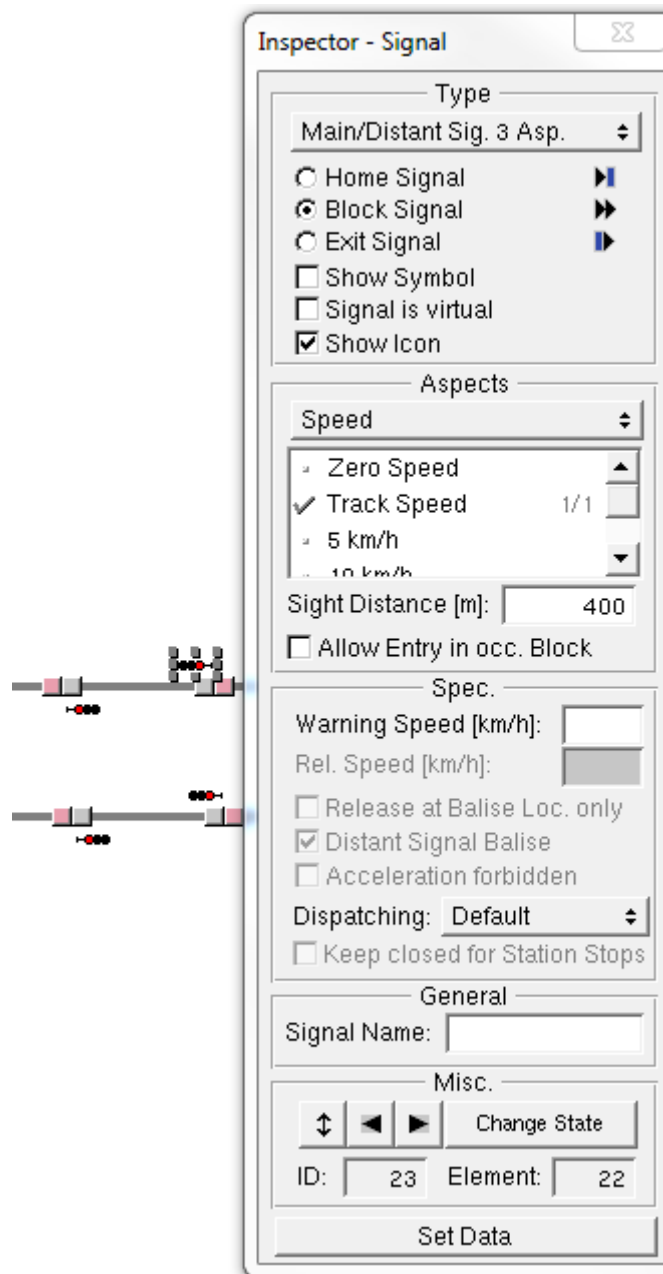 Inspector - Signal
Type
Main/Distant Sig. 3 Asp.
Home Signal
Block Signal
Exit Signal
Show Symbol
Signal is virtual
Show Icon
Aspects
Speed
Zero Speed
Track Speed 1/1
5 km/h
10 km/h
Sight Distance [m]: 400
Allow Entry in occ. Block
Spec.
Warning Speed [km/h]:
Rel. Speed [km/h]:
Release at Balise Loc. only
Distant Signal Balise
Acceleration forbidden
Dispatching: Default
Keep closed for Station Stops
General
Signal Name:
Misc.
Change State
ID: 23 Element: 22
Set Data